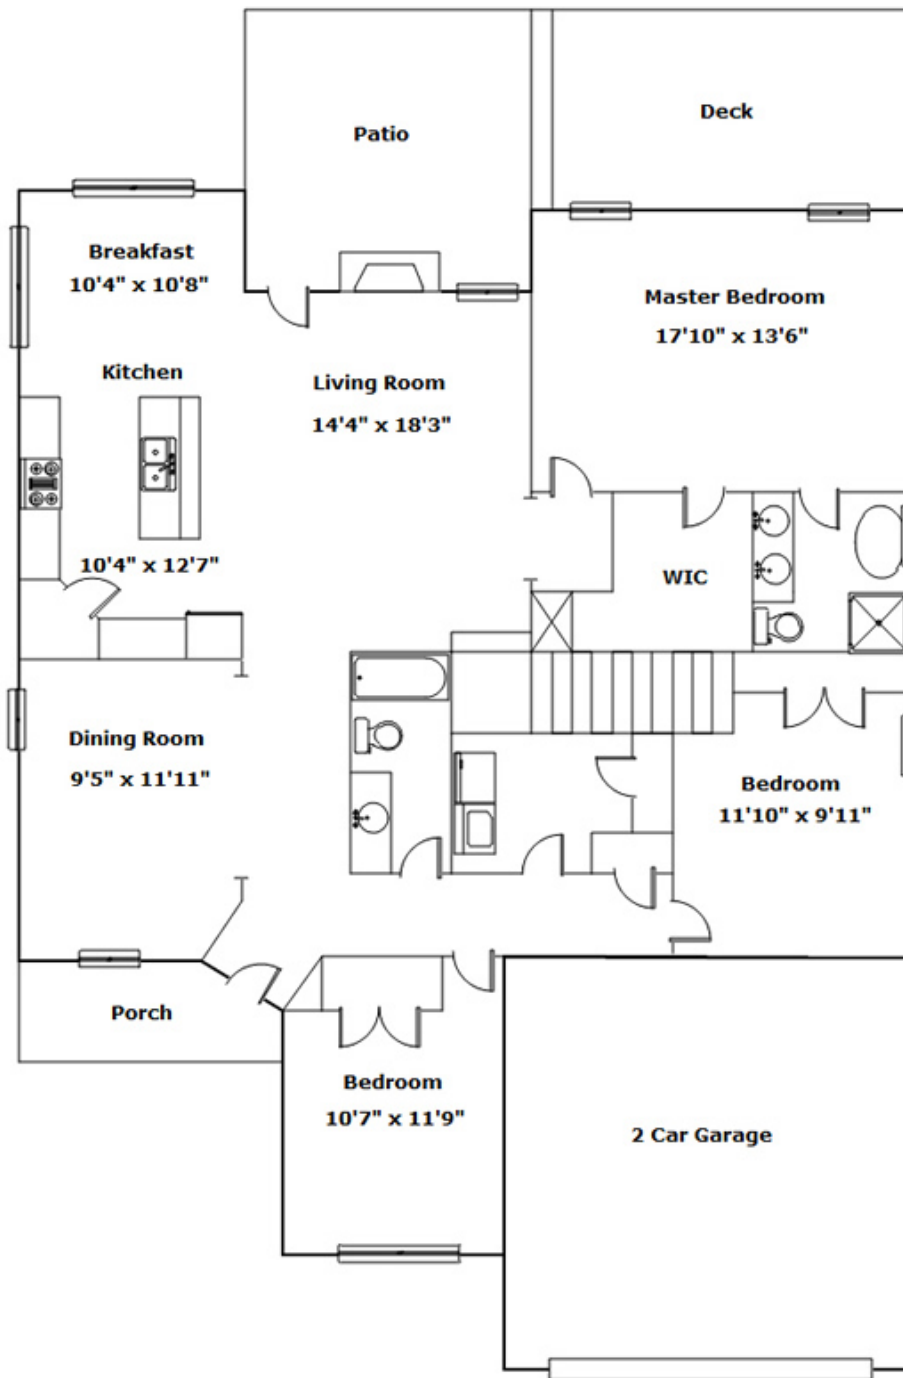 Deck
Patio
Breakfast
10'4" x 10'8"
Master Bedroom
17'10" x 13'6"
Kitchen
Living Room
14'4" x 18'3"
10'4" x 12'7"
WIC
Dining Room
9'5" x 11'11"
Bedroom
11'10" x 9'11"
Porch
Bedroom
10'7" x 11'9"
2 Car Garage